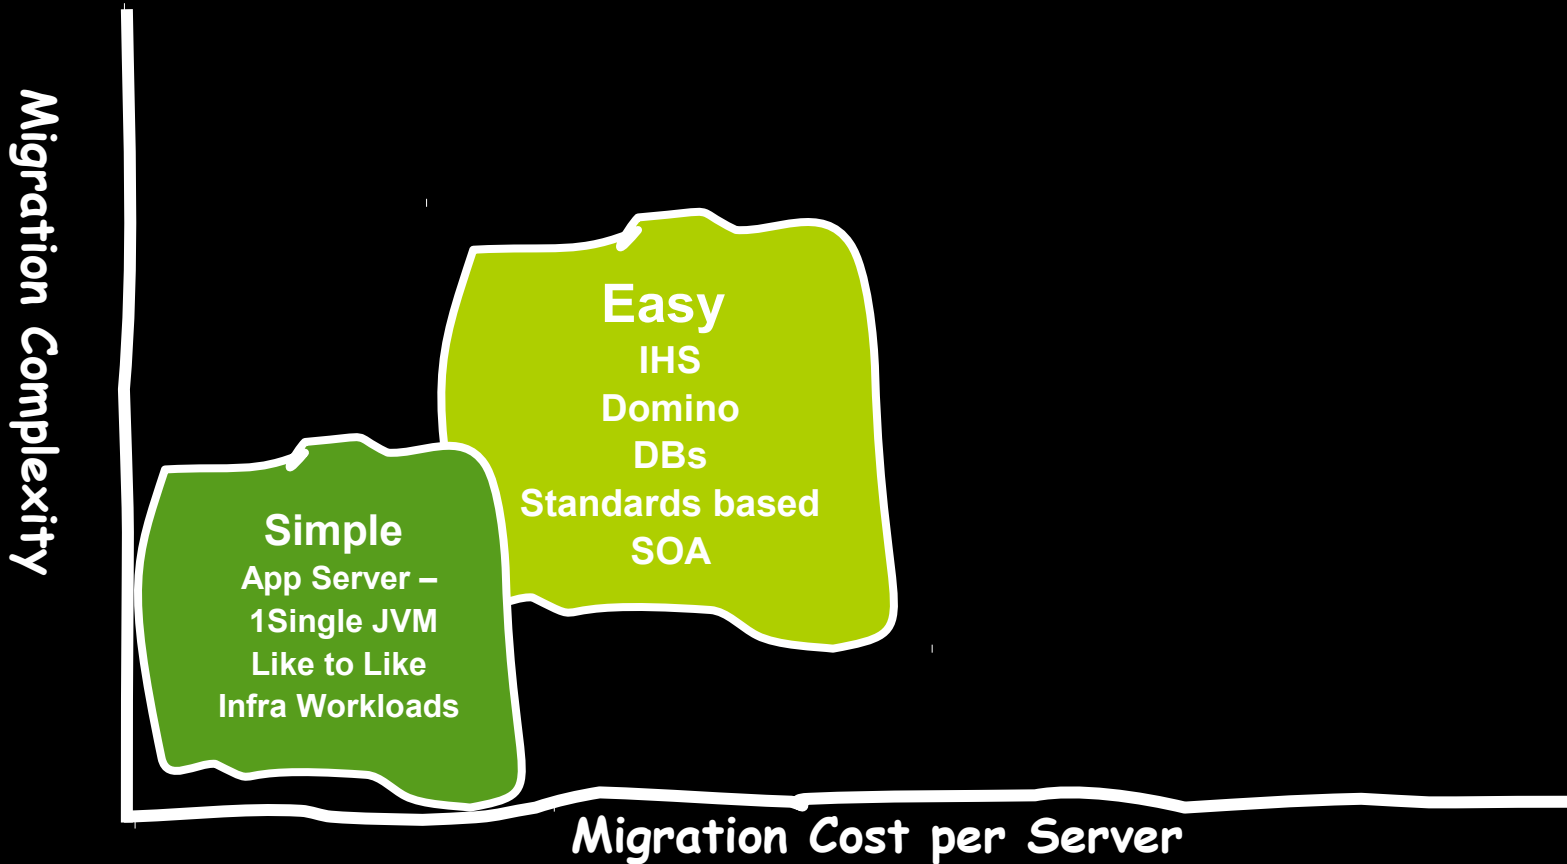 Migration Complexity
Easy
IHS
Domino
DBs
Standards based
SOA
Simple
App Server –
1Single JVM
Like to Like
Infra Workloads
Migration Cost per Server